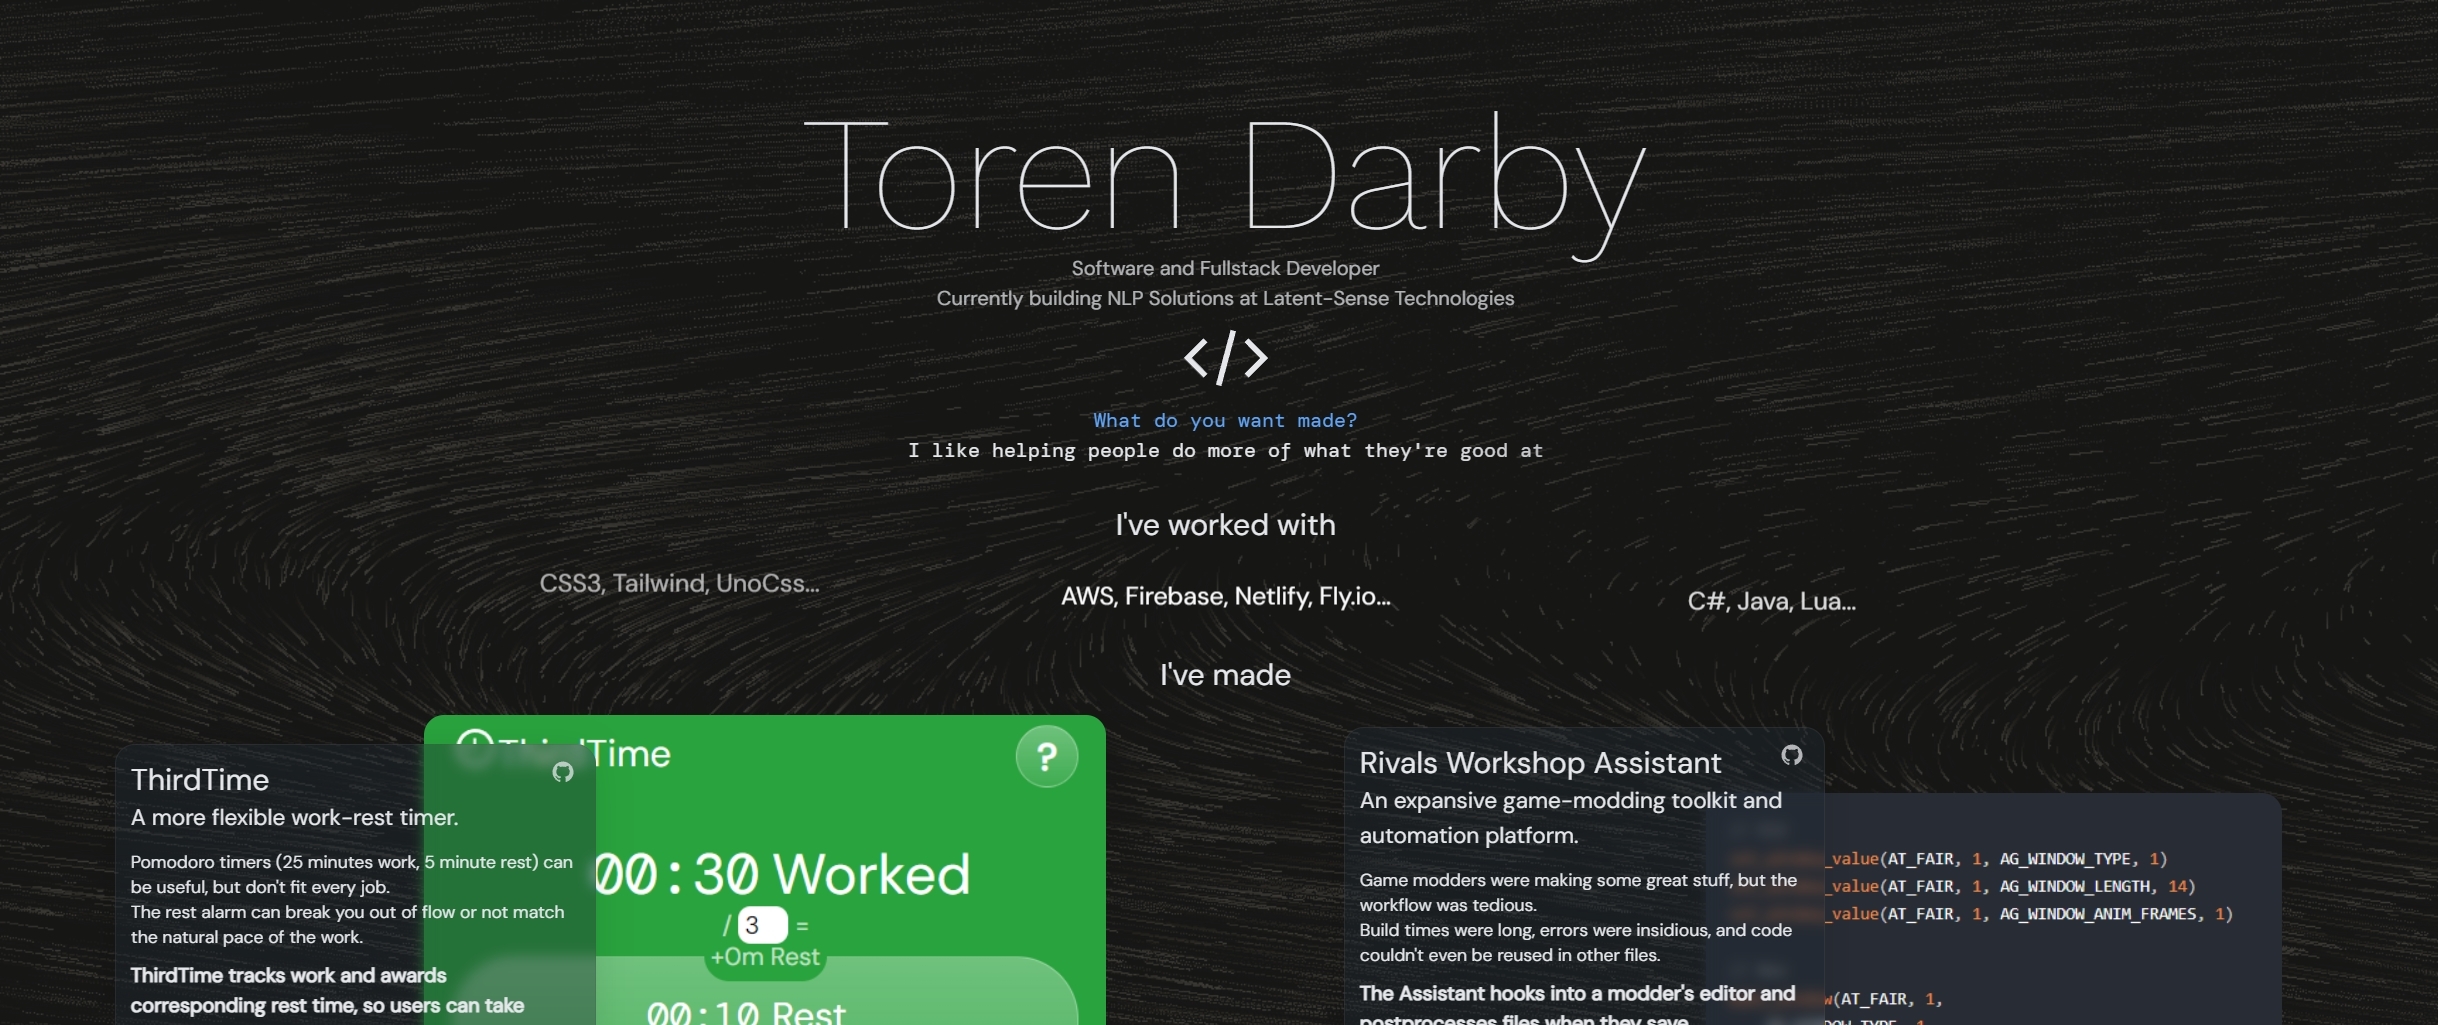 Toren Darby
Software and Fullstack Developer
Currently building NLP Solutions at Latent-Sense Technologies
</>
What do you want made?
I like helping people do more of what they're good at
I've worked with
CSS3, Tailwind, UnoCss...
AWS, Firebase, Netlify, Fly.io...
C#, Java, Lua...
I've made
ThirdTime
A more flexible work-rest timer.
Pomodoro timers (25 minutes work, 5 minute rest) can
be useful, but don't fit every job.
The rest alarm can break you out of flow or not match
the natural pace of the work.
ThirdTime tracks work and awards
corresponding rest time, so users can take
ThirdTime
?
00:30 Worked
/ 3 =
+0m Rest
00:10 Rest
Rivals Workshop Assistant
An expansive game-modding toolkit and
automation platform.
Game modders were making some great stuff, but the
workflow was tedious.
Build times were long, errors were insidious, and code
couldn't even be reused in other files.
The Assistant hooks into a modder's editor and
postprocesses files when they save
_value(AT_FAIR, 1, AG_WINDOW_TYPE, 1)
_value(AT_FAIR, 1, AG_WINDOW_LENGTH, 14)
_value(AT_FAIR, 1, AG_WINDOW_ANIM_FRAMES, 1)
w(AT_FAIR, 1,